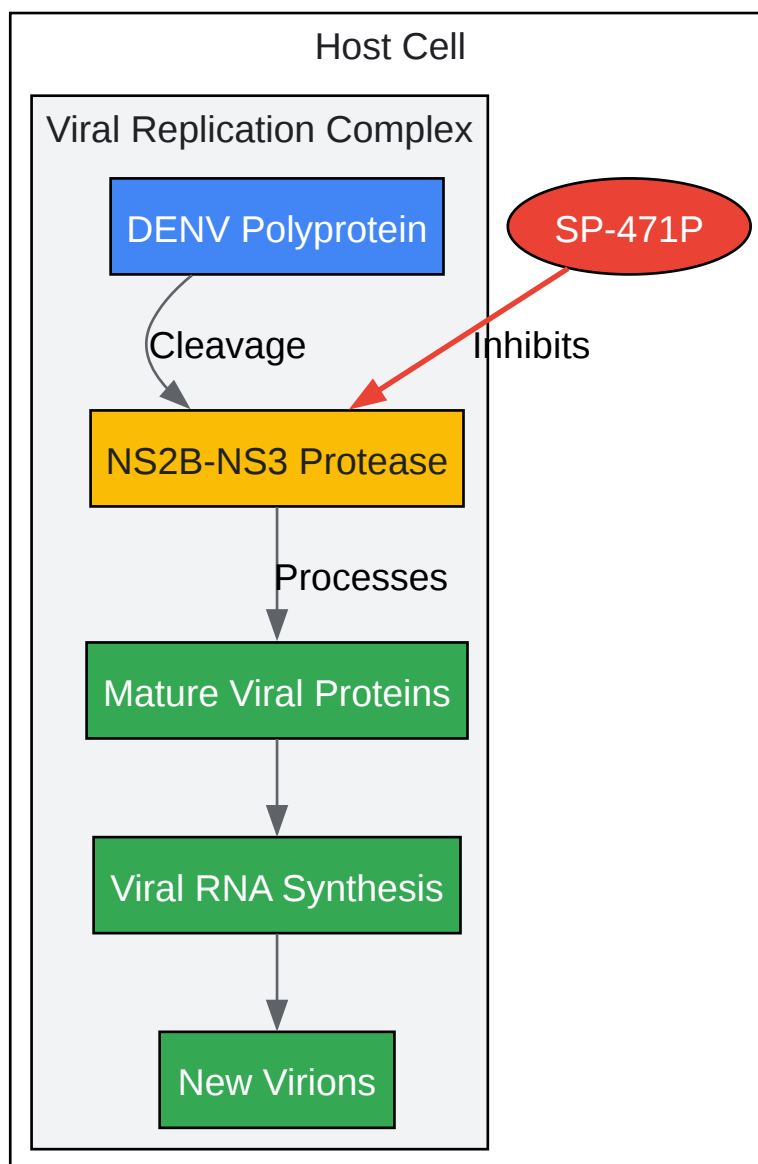 Host Cell
Viral Replication Complex
DENV Polyprotein
SP-471P
Cleavage
Inhibits
NS2B-NS3 Protease
Processes
Mature Viral Proteins
Viral RNA Synthesis
New Virions